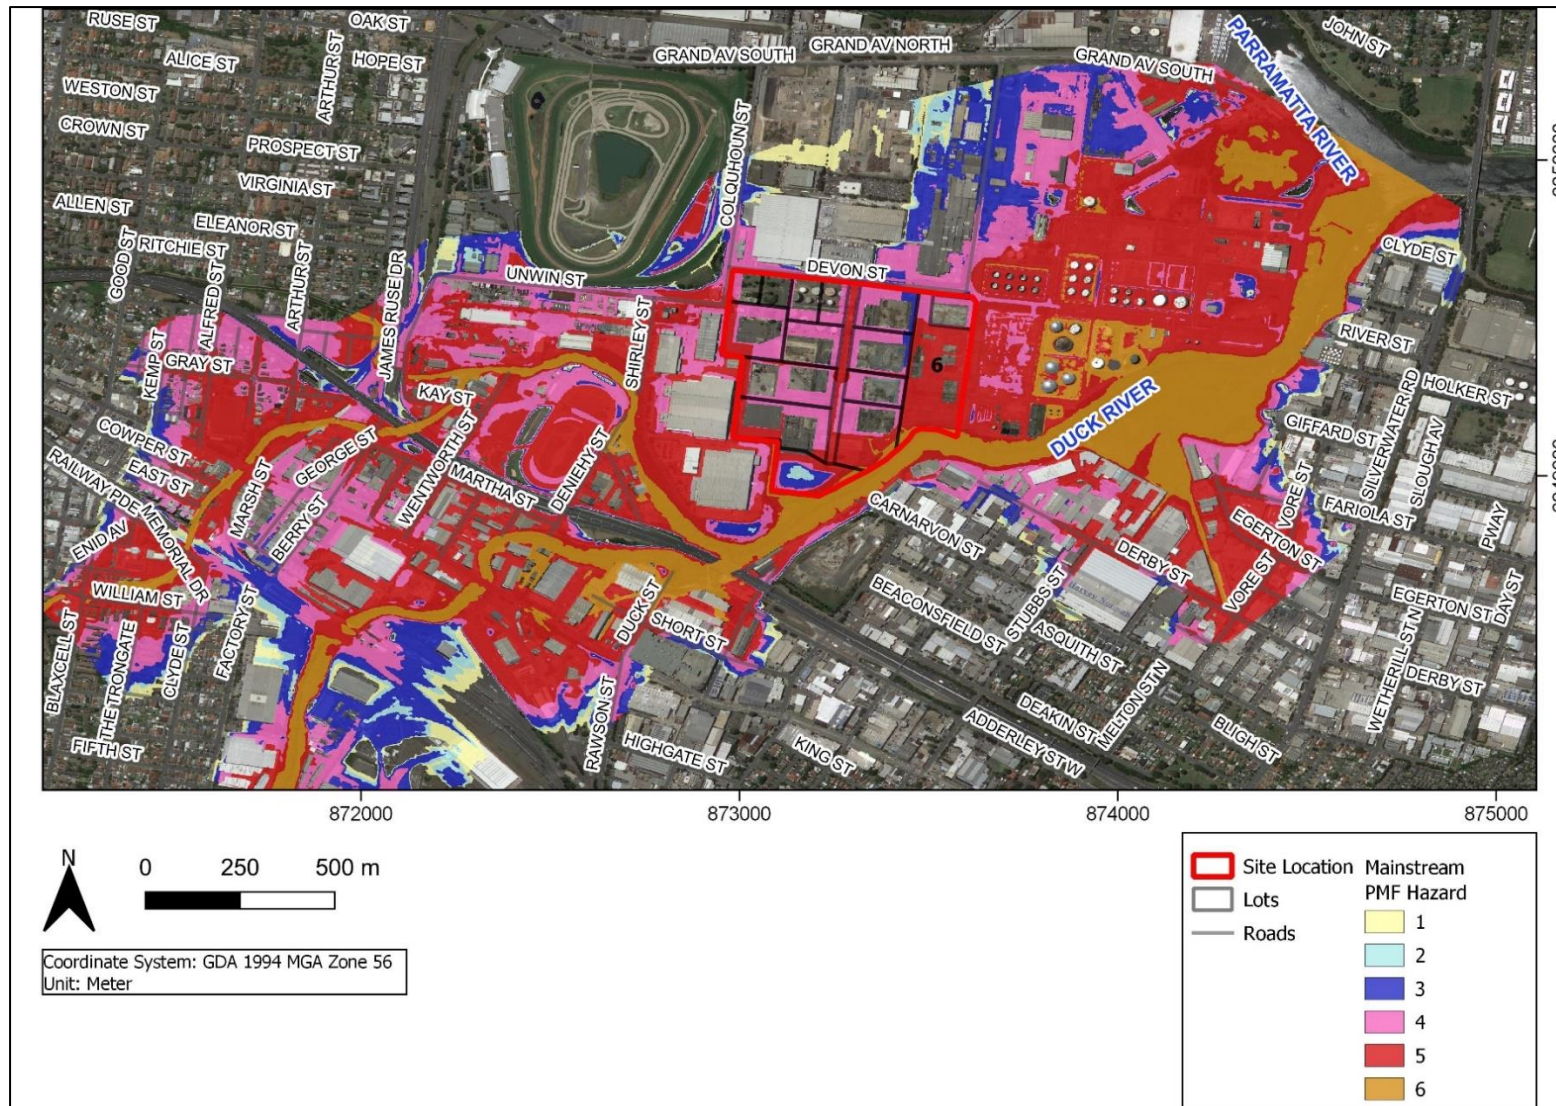 RUSE ST
OAK ST
ALICE ST
HOPE ST
ARTHUR ST
WESTON ST
CROWN ST
PROSPECT ST
VIRGINIA ST
ALLEN ST
ELEANOR ST
RITCHIE ST
GOOD ST
ALFRED ST
ARTHUR ST
JAMES RUSE DR
GRAND AV SOUTH
GRAND AV NORTH
GRAND AV SOUTH
JOHN ST
PARRAMATTA RIVER
COLQUHOUN ST
UNWIN ST
DEVON ST
SHIRLEY ST
CLYDE ST
RIVER ST
HOLKER ST
KEMP ST
GRAY ST
KAY ST
6
DUCK RIVER
GIFFARD ST
SILVERWATER RD
SLOUGH AV
COWPER ST
EAST ST
RAILWAY PDE
MEMORIAL DR
MARSH ST
GEORGE ST
BERRY ST
WENTWORTH ST
MARTHA ST
DENEHY ST
CARNARVON ST
VORE ST
FARIOLA ST
EGERTON ST
PWAY
ENID AV
WILLIAM ST
BLAXCELL ST
THE TRONGATE
CLYDE ST
FACTORY ST
DUCK ST
SHORT ST
BEACONSFIELD ST
STUBBS ST
ASQUITH ST
DERBY ST
VORE ST
EGERTON ST
DAY ST
WETHERILL ST N
DERBY ST
FIFTH ST
RAWSON ST
HIGHGATE ST
KING ST
ADDERLEY ST W
DEAKIN ST
MELTON ST N
BLIGH ST
872000
873000
874000
875000
N
0 250 500 m
Coordinate System: GDA 1994 MGA Zone 56
Unit: Meter
Site Location
Lots
Roads
Mainstream
PMF Hazard
1
2
3
4
5
6